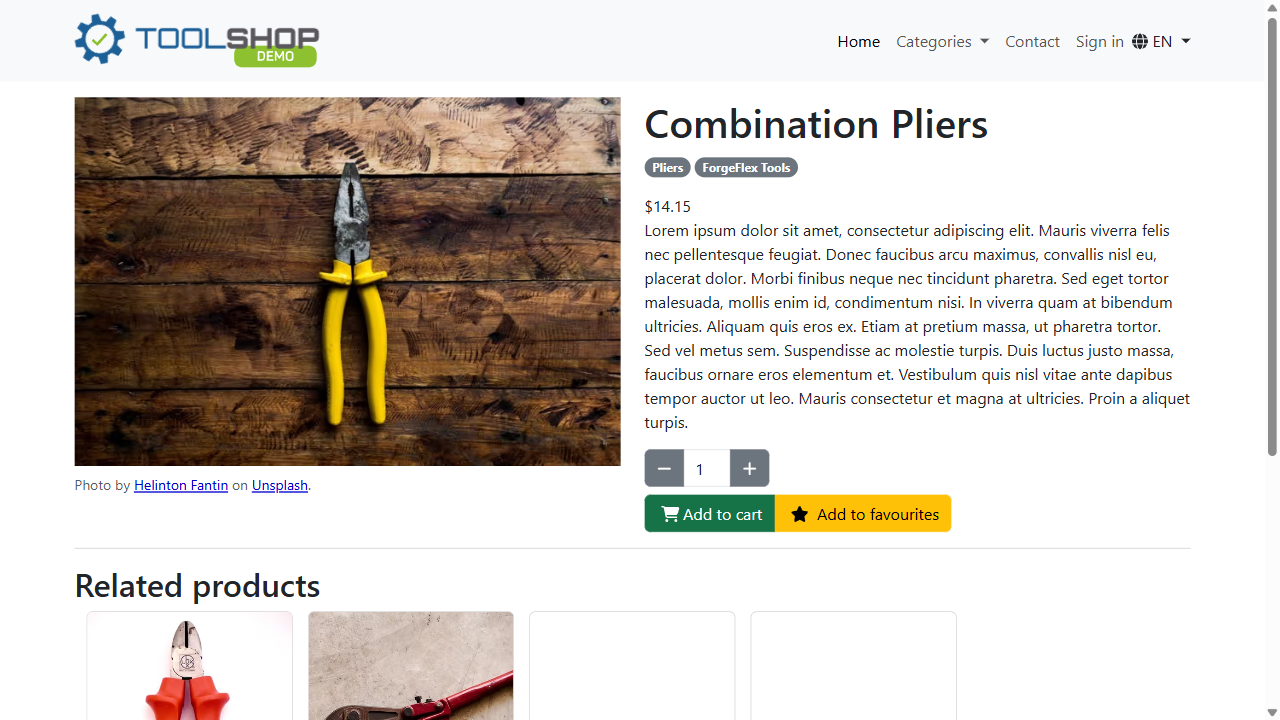 TOOLSHOP
DEMO
Home
Categories
Contact
Sign in
EN
Combination Pliers
Pliers
ForgeFlex Tools
$14.15
Lorem ipsum dolor sit amet, consectetur adipiscing elit. Mauris viverra felis
nec pellentesque feugiat. Donec faucibus arcu maximus, convallis nisl eu,
placerat dolor. Morbi finibus neque nec tincidunt pharetra. Sed eget tortor
malesuada, mollis enim id, condimentum nisi. In viverra quam at bibendum
ultricies. Aliquam quis eros ex. Etiam at pretium massa, ut pharetra tortor.
Sed vel metus sem. Suspendisse ac molestie turpis. Duis luctus justo massa,
faucibus ornare eros elementum et. Vestibulum quis nisl vitae ante dapibus
tempor auctor ut leo. Mauris consectetur et magna at ultricies. Proin a aliquet
turpis.
1
Add to cart
Add to favourites
Photo by Helinton Fantin on Unsplash.
Related products